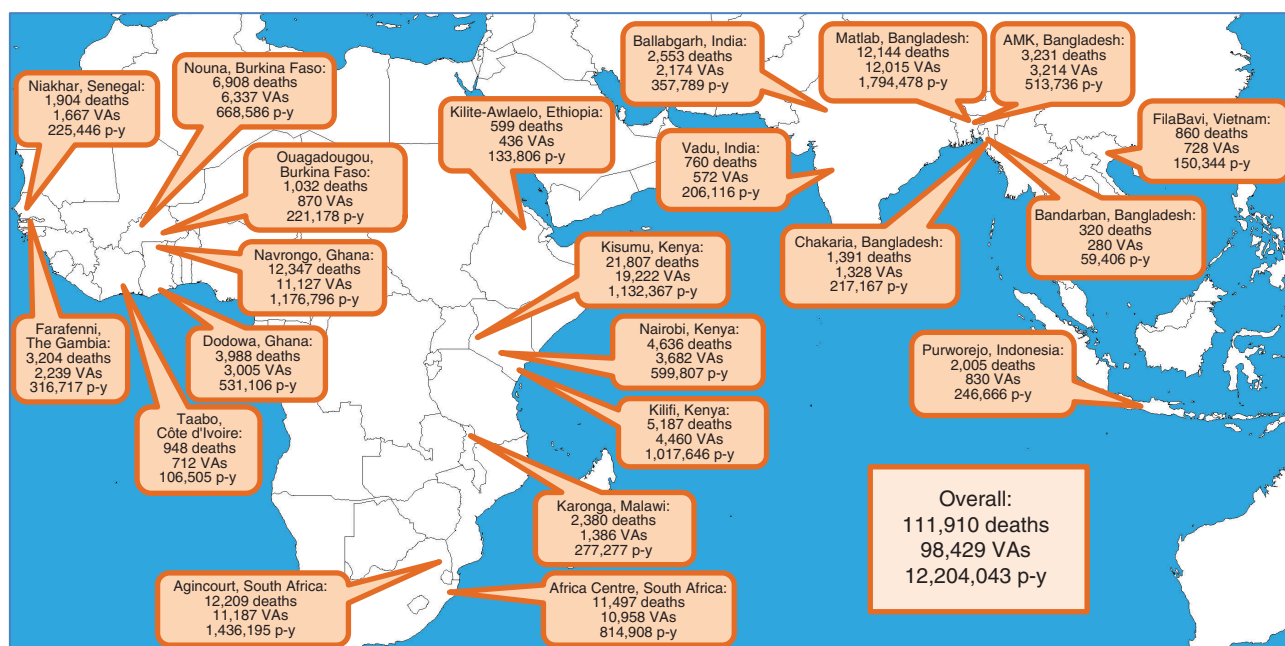 Niakhar, Senegal:
1,904 deaths
1,667 VAs
225,446 p-y
Nouna, Burkina Faso:
6,908 deaths
6,337 VAs
668,586 p-y
Ouagadougou,
Burkina Faso:
1,032 deaths
870 VAs
221,178 p-y
Navrongo, Ghana:
12,347 deaths
11,127 VAs
1,176,796 p-y
Farafenni,
The Gambia:
3,204 deaths
2,239 VAs
316,717 p-y
Dodowa, Ghana:
3,988 deaths
3,005 VAs
531,106 p-y
Taabo,
Côte d'Ivoire:
948 deaths
712 VAs
106,505 p-y
Kilite-Awlaelo, Ethiopia:
599 deaths
436 VAs
133,806 p-y
Kisumu, Kenya:
21,807 deaths
19,222 VAs
1,132,367 p-y
Nairobi, Kenya:
4,636 deaths
3,682 VAs
599,807 p-y
Kilifi, Kenya:
5,187 deaths
4,460 VAs
1,017,646 p-y
Karonga, Malawi:
2,380 deaths
1,386 VAs
277,277 p-y
Agincourt, South Africa:
12,209 deaths
11,187 VAs
1,436,195 p-y
Africa Centre, South Africa:
11,497 deaths
10,958 VAs
814,908 p-y
Ballabgarh, India:
2,553 deaths
2,174 VAs
357,789 p-y
Matlab, Bangladesh:
12,144 deaths
12,015 VAs
1,794,478 p-y
AMK, Bangladesh:
3,231 deaths
3,214 VAs
513,736 p-y
Vadu, India:
760 deaths
572 VAs
206,116 p-y
FilaBavi, Vietnam:
860 deaths
728 VAs
150,344 p-y
Chakaria, Bangladesh:
1,391 deaths
1,328 VAs
217,167 p-y
Bandarban, Bangladesh:
320 deaths
280 VAs
59,406 p-y
Purworejo, Indonesia:
2,005 deaths
830 VAs
246,666 p-y
Overall:
111,910 deaths
98,429 VAs
12,204,043 p-y